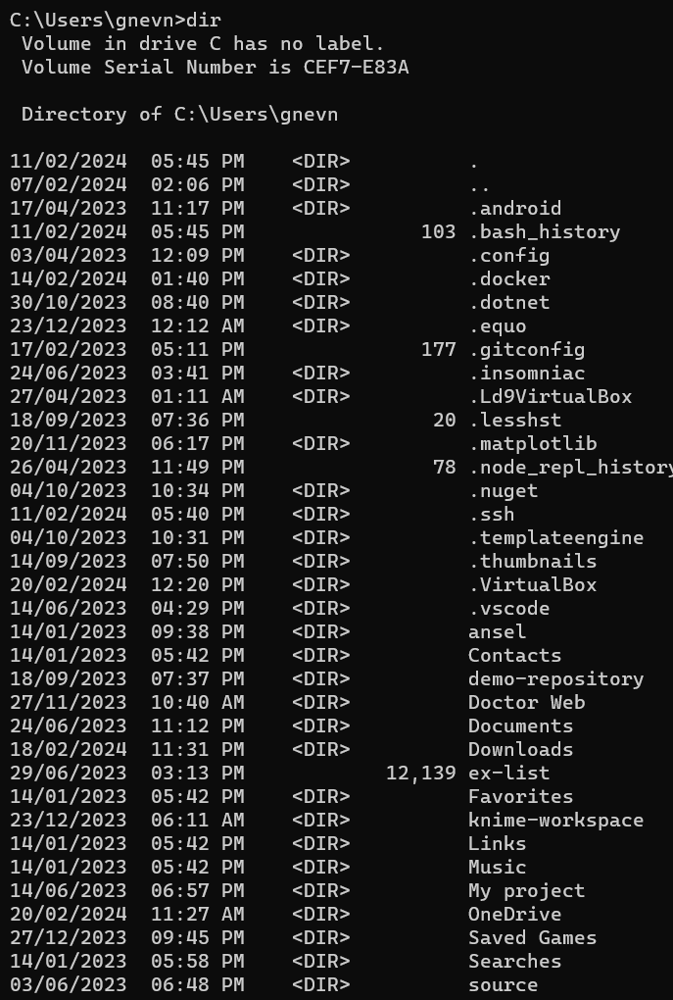 C:\Users\gnevn>dir
 Volume in drive C has no label.
 Volume Serial Number is CEF7-E83A

 Directory of C:\Users\gnevn

11/02/2024  05:45 PM    <DIR>          .
07/02/2024  02:06 PM    <DIR>          ..
17/04/2023  11:17 PM    <DIR>          .android
11/02/2024  05:45 PM               103 .bash_history
03/04/2023  12:09 PM    <DIR>          .config
14/02/2024  01:40 PM    <DIR>          .docker
30/10/2023  08:40 PM    <DIR>          .dotnet
23/12/2023  12:12 AM    <DIR>          .equo
17/02/2023  05:11 PM               177 .gitconfig
24/06/2023  03:41 PM    <DIR>          .insomniac
27/04/2023  01:11 AM    <DIR>          .Ld9VirtualBox
18/09/2023  07:36 PM                20 .lesshst
20/11/2023  06:17 PM    <DIR>          .matplotlib
26/04/2023  11:49 PM                78 .node_repl_history
04/10/2023  10:34 PM    <DIR>          .nuget
11/02/2024  05:40 PM    <DIR>          .ssh
04/10/2023  10:31 PM    <DIR>          .templateengine
14/09/2023  07:50 PM    <DIR>          .thumbnails
20/02/2024  12:20 PM    <DIR>          .VirtualBox
14/06/2023  04:29 PM    <DIR>          .vscode
14/01/2023  09:38 PM    <DIR>          ansel
14/01/2023  05:42 PM    <DIR>          Contacts
18/09/2023  07:37 PM    <DIR>          demo-repository
27/11/2023  10:40 AM    <DIR>          Doctor Web
24/06/2023  11:12 PM    <DIR>          Documents
18/02/2024  11:31 PM    <DIR>          Downloads
29/06/2023  03:13 PM            12,139 ex-list
14/01/2023  05:42 PM    <DIR>          Favorites
23/12/2023  06:11 AM    <DIR>          knime-workspace
14/01/2023  05:42 PM    <DIR>          Links
14/01/2023  05:42 PM    <DIR>          Music
14/06/2023  06:57 PM    <DIR>          My project
20/02/2024  11:27 AM    <DIR>          OneDrive
27/12/2023  09:45 PM    <DIR>          Saved Games
14/01/2023  05:58 PM    <DIR>          Searches
03/06/2023  06:48 PM    <DIR>          source